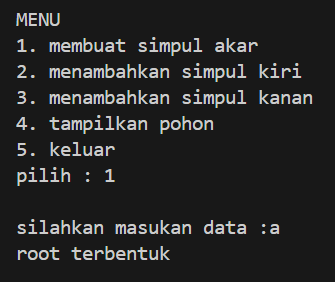 MENU
1. membuat simpul akar
2. menambahkan simpul kiri
3. menambahkan simpul kanan
4. tampilkan pohon
5. keluar
pilih : 1
silahkan masukan data :a
root terbentuk